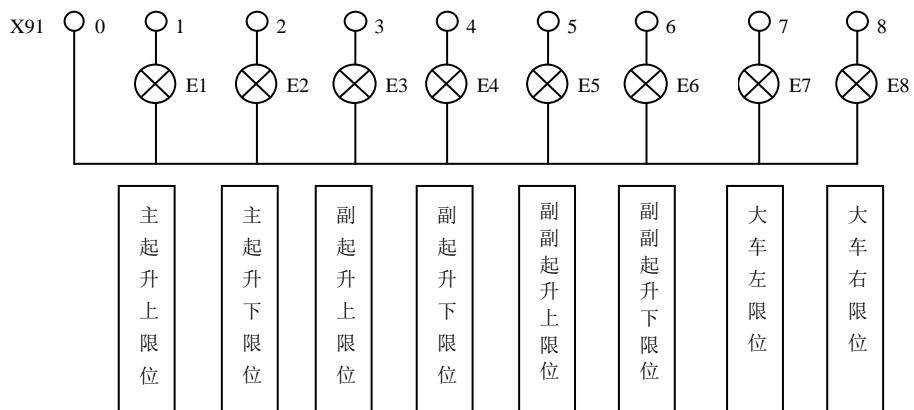 X91 0 1 2 3 4 5 6 7 8
E1 E2 E3 E4 E5 E6 E7 E8
主起升上限位
主起升下限位
副起升上限位
副起升下限位
副副起升上限位
副副起升下限位
大车左限位
大车右限位